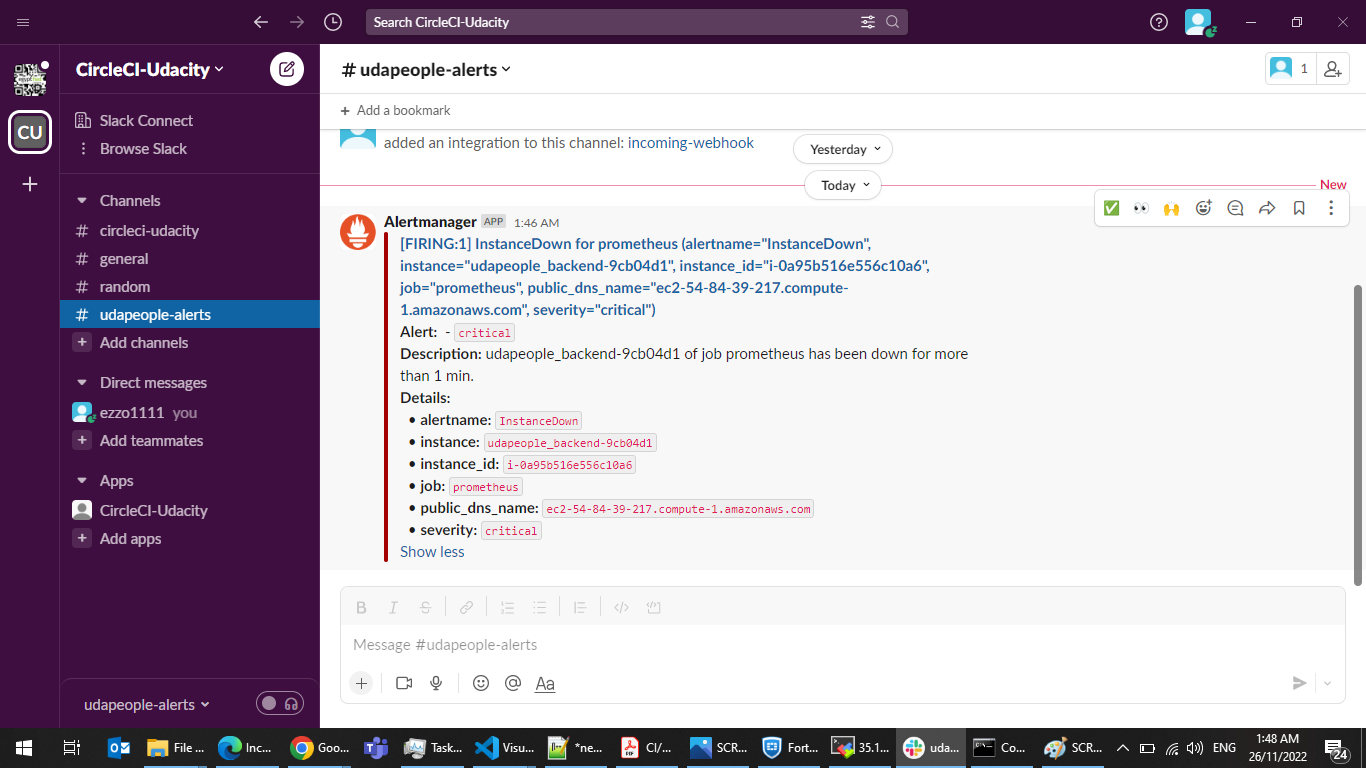 Search CircleCI-Udacity
CircleCI-Udacity
CU
Slack Connect
Browse Slack
Channels
# circleci-udacity
# general
# random
# udapeople-alerts
+ Add channels
Direct messages
ezzo1111 you
+ Add teammates
Apps
CircleCI-Udacity
+ Add apps
udapeople-alerts
# udapeople-alerts
1
+ Add a bookmark
added an integration to this channel: incoming-webhook
Yesterday
Today
New
Alertmanager APP 1:46 AM
[FIRING:1] InstanceDown for prometheus (alertname="InstanceDown",
instance="udapeople_backend-9cb04d1", instance_id="i-0a95b516e556c10a6",
job="prometheus", public_dns_name="ec2-54-84-39-217.compute-
1.amazonaws.com", severity="critical")
Alert: - critical
Description: udapeople_backend-9cb04d1 of job prometheus has been down for more
than 1 min.
Details:
• alertname: InstanceDown
• instance: udapeople_backend-9cb04d1
• instance_id: i-0a95b516e556c10a6
• job: prometheus
• public_dns_name: ec2-54-84-39-217.compute-1.amazonaws.com
• severity: critical
Show less
B I S
Message #udapeople-alerts
+ @ Aa
File ...
Inc...
Goo...
Task...
Visu...
*ne...
CI/...
SCR...
Fort...
35.1...
uda...
Co...
SCR...
ENG
1:48 AM
26/11/2022
24